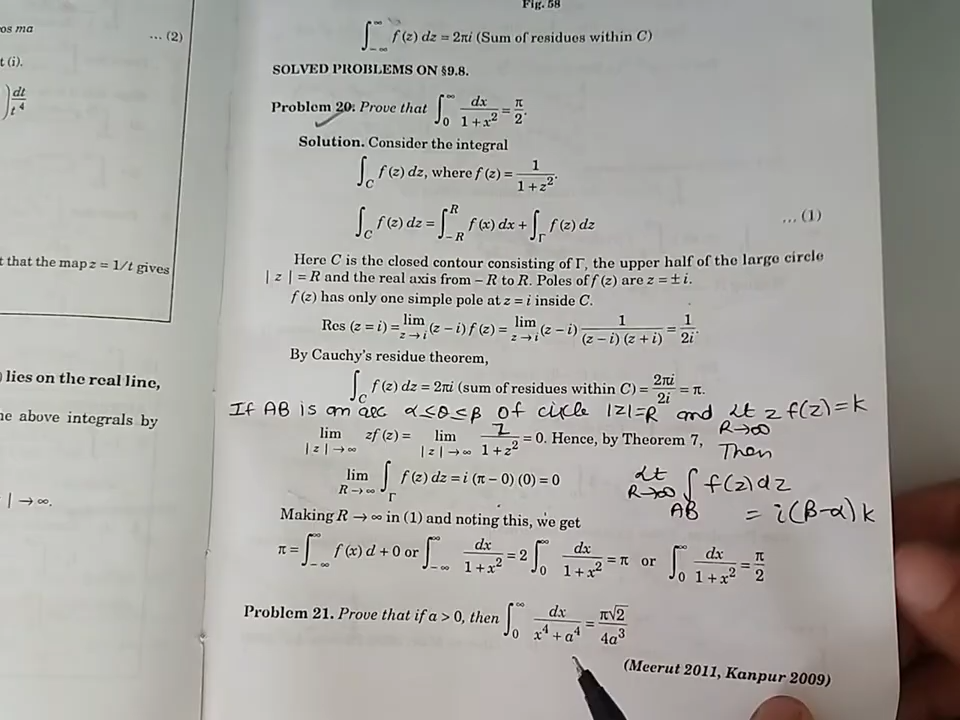 os ma
... (2)
t (i).
) dt/t⁴
t that the map z = 1/t gives
) lies on the real line,
ne above integrals by
| → ∞.
Fig. 58
∫_{-∞}^{∞} f(z) dz = 2πi (Sum of residues within C)
SOLVED PROBLEMS ON §9.8.
Problem 20. Prove that ∫_0^∞ dx/(1 + x²) = π/2.
Solution. Consider the integral
∫_C f(z) dz, where f(z) = 1/(1 + z²).
∫_C f(z) dz = ∫_{-R}^{R} f(x) dx + ∫_Γ f(z) dz ... (1)
Here C is the closed contour consisting of Γ, the upper half of the large circle
| z | = R and the real axis from – R to R. Poles of f(z) are z = ± i.
f(z) has only one simple pole at z = i inside C.
Res (z = i) = lim_{z → i} (z – i) f(z) = lim_{z → i} (z – i) 1/((z – i) (z + i)) = 1/2i.
By Cauchy's residue theorem,
∫_C f(z) dz = 2πi (sum of residues within C) = 2πi/2i = π.
If AB is an arc α≤θ≤β of circle |z|=R and Lt_{R→∞} z f(z) = k
lim_{| z | → ∞} zf(z) = lim_{| z | → ∞} z/(1 + z²) = 0. Hence, by Theorem 7, Then
lim_{R → ∞} ∫_Γ f(z) dz = i (π – 0) (0) = 0 Lt_{R→∞} ∫_{AB} f(z) dz
= i(β-α)k
Making R → ∞ in (1) and noting this, we get
π = ∫_{-∞}^{∞} f(x) d + 0 or ∫_{-∞}^{∞} dx/(1 + x²) = 2 ∫_0^∞ dx/(1 + x²) = π or ∫_0^∞ dx/(1 + x²) = π/2
Problem 21. Prove that if a > 0, then ∫_0^∞ dx/(x⁴ + a⁴) = π√2/4a³
(Meerut 2011, Kanpur 2009)